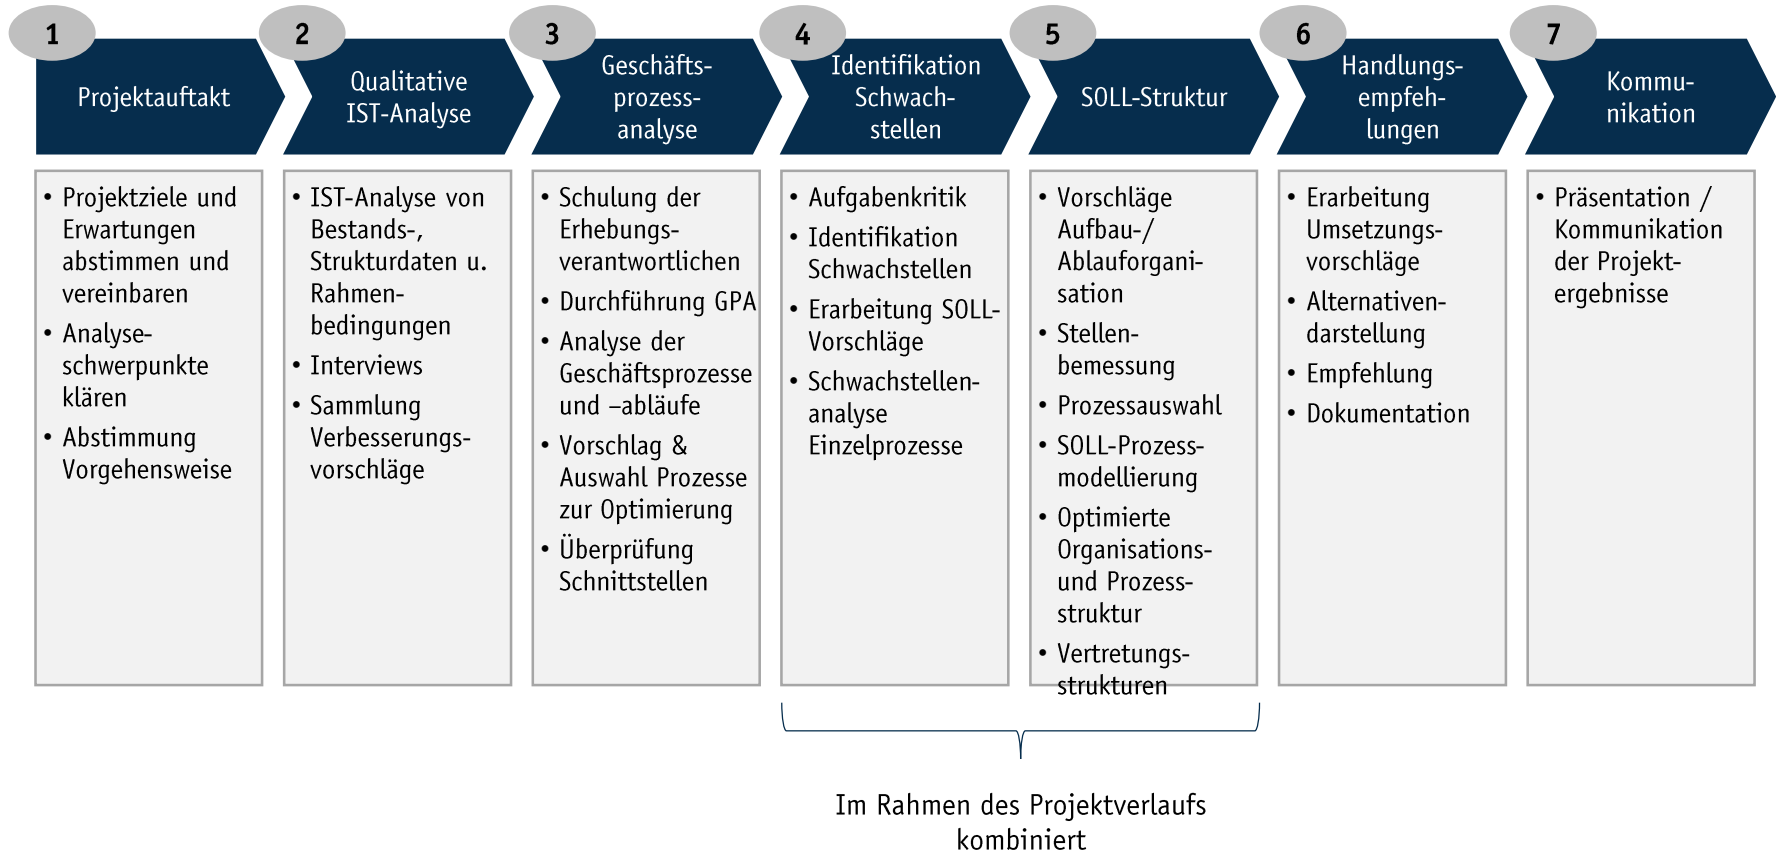 1
Projektauftakt
• Projektziele und
Erwartungen
abstimmen und
vereinbaren
• Analyse-
schwerpunkte
klären
• Abstimmung
Vorgehensweise
2
Qualitative
IST-Analyse
• IST-Analyse von
Bestands-,
Strukturdaten u.
Rahmen-
bedingungen
• Interviews
• Sammlung
Verbesserungs-
vorschläge
3
Geschäfts-
prozess-
analyse
• Schulung der
Erhebungs-
verantwortlichen
• Durchführung GPA
• Analyse der
Geschäftsprozesse
und –abläufe
• Vorschlag &
Auswahl Prozesse
zur Optimierung
• Überprüfung
Schnittstellen
4
Identifikation
Schwach-
stellen
• Aufgabenkritik
• Identifikation
Schwachstellen
• Erarbeitung SOLL-
Vorschläge
• Schwachstellen-
analyse
Einzelprozesse
5
SOLL-Struktur
• Vorschläge
Aufbau-/
Ablauforgani-
sation
• Stellen-
bemessung
• Prozessauswahl
• SOLL-Prozess-
modellierung
• Optimierte
Organisations-
und Prozess-
struktur
• Vertretungs-
strukturen
6
Handlungs-
empfeh-
lungen
• Erarbeitung
Umsetzungs-
vorschläge
• Alternativen-
darstellung
• Empfehlung
• Dokumentation
7
Kommu-
nikation
• Präsentation /
Kommunikation
der Projekt-
ergebnisse
Im Rahmen des Projektverlaufs
kombiniert